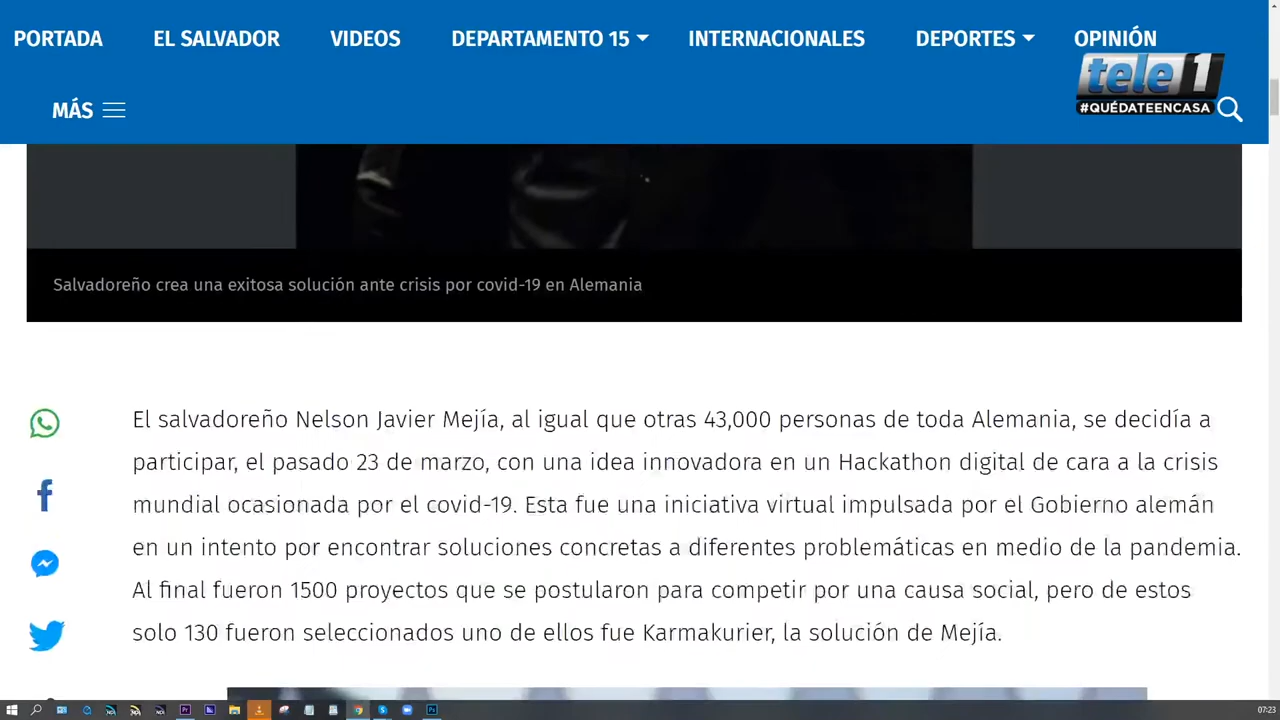 PORTADA EL SALVADOR VIDEOS DEPARTAMENTO 15 INTERNACIONALES DEPORTES OPINIÓN
tele 1
#QUÉDATEENCASA
MÁS
Salvadoreño crea una exitosa solución ante crisis por covid-19 en Alemania
El salvadoreño Nelson Javier Mejía, al igual que otras 43,000 personas de toda Alemania, se decidía a
participar, el pasado 23 de marzo, con una idea innovadora en un Hackathon digital de cara a la crisis
mundial ocasionada por el covid-19. Esta fue una iniciativa virtual impulsada por el Gobierno alemán
en un intento por encontrar soluciones concretas a diferentes problemáticas en medio de la pandemia.
Al final fueron 1500 proyectos que se postularon para competir por una causa social, pero de estos
solo 130 fueron seleccionados uno de ellos fue Karmakurier, la solución de Mejía.
07:23